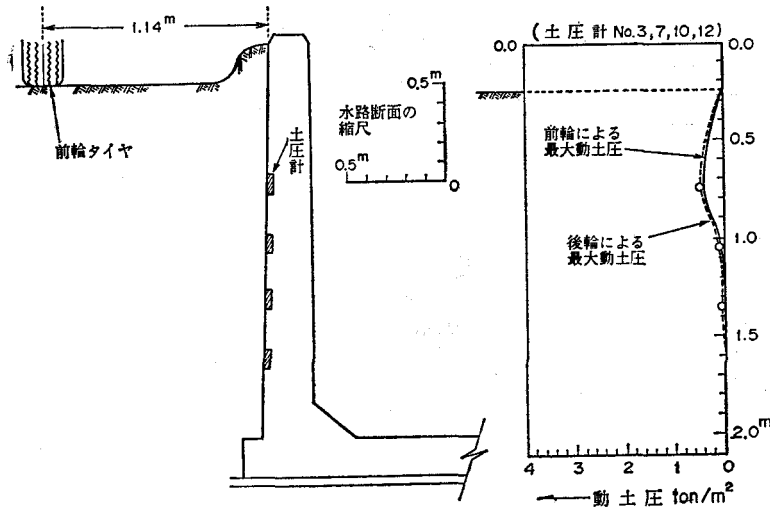 1.14m
前輪タイヤ
土圧計
水路断面の
縮尺
0.5m
0.5m
0
(土圧計 No.3,7,10,12)
0.0
0.0
前輪による
最大動土圧
0.5
後輪による
最大動土圧
1.0
1.5
2.0m
4 3 2 1 0
動土圧 ton/m²